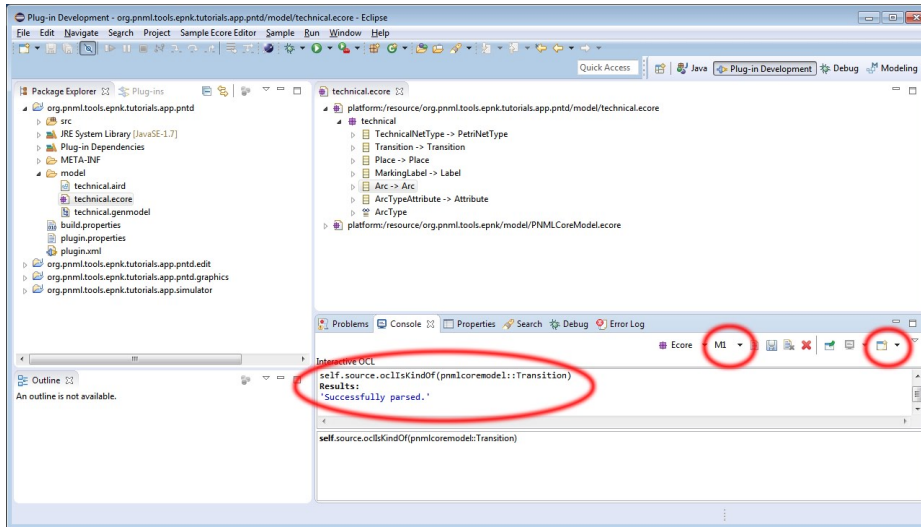 Plug-in Development - org.pnml.tools.epnk.tutorials.app.pntd/model/technical.ecore - Eclipse
File Edit Navigate Search Project Sample Ecore Editor Sample Run Window Help
Quick Access Java Plug-in Development Debug Modeling
Package Explorer Plug-ins
org.pnml.tools.epnk.tutorials.app.pntd
src
JRE System Library [JavaSE-1.7]
Plug-in Dependencies
META-INF
model
technical.aird
technical.ecore
technical.genmodel
build.properties
plugin.properties
plugin.xml
org.pnml.tools.epnk.tutorials.app.pntd.edit
org.pnml.tools.epnk.tutorials.app.pntd.graphics
org.pnml.tools.epnk.tutorials.app.simulator
Outline
An outline is not available.
technical.ecore
platform:/resource/org.pnml.tools.epnk.tutorials.app.pntd/model/technical.ecore
technical
TechnicalNetType -> PetriNetType
Transition -> Transition
Place -> Place
MarkingLabel -> Label
Arc -> Arc
ArcTypeAttribute -> Attribute
ArcType
platform:/resource/org.pnml.tools.epnk/model/PNMLCoreModel.ecore
Problems Console Properties Search Debug Error Log
Ecore M1
Interactive OCL
self.source.oclIsKindOf(pnmlcoremodel::Transition)
Results:
'Successfully parsed.'
self.source.oclIsKindOf(pnmlcoremodel::Transition)